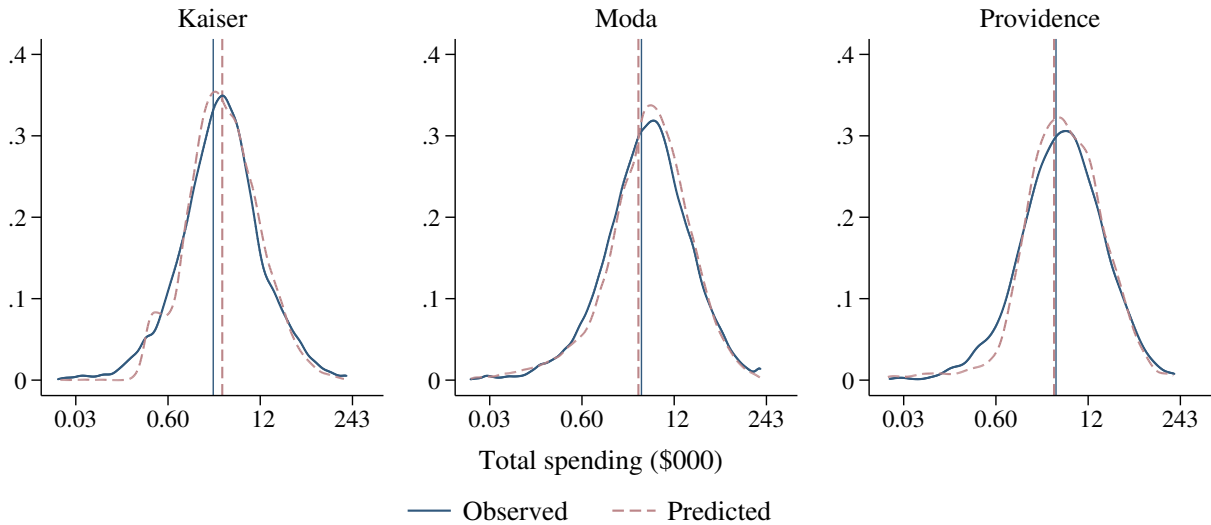 Kaiser Moda Providence
.4 .4 .4
.3 .3 .3
.2 .2 .2
.1 .1 .1
0 0 0
0.03 0.60 12 243 0.03 0.60 12 243 0.03 0.60 12 243
Total spending ($000)
Observed Predicted